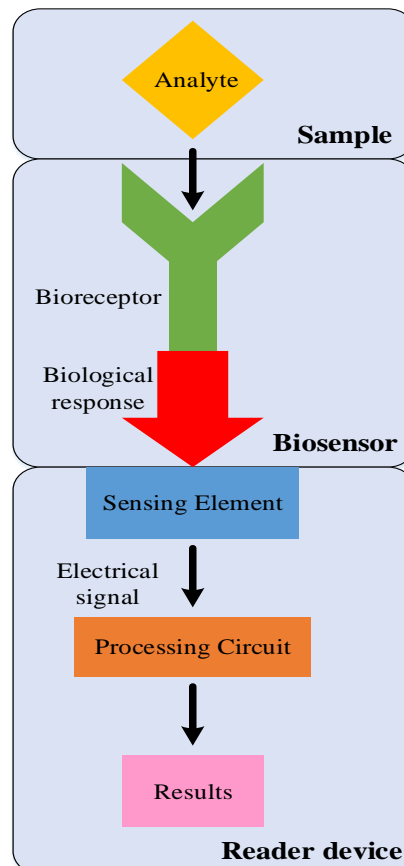 Analyte
Sample
Bioreceptor
Biological
response
Biosensor
Sensing Element
Electrical
signal
Processing Circuit
Results
Reader device